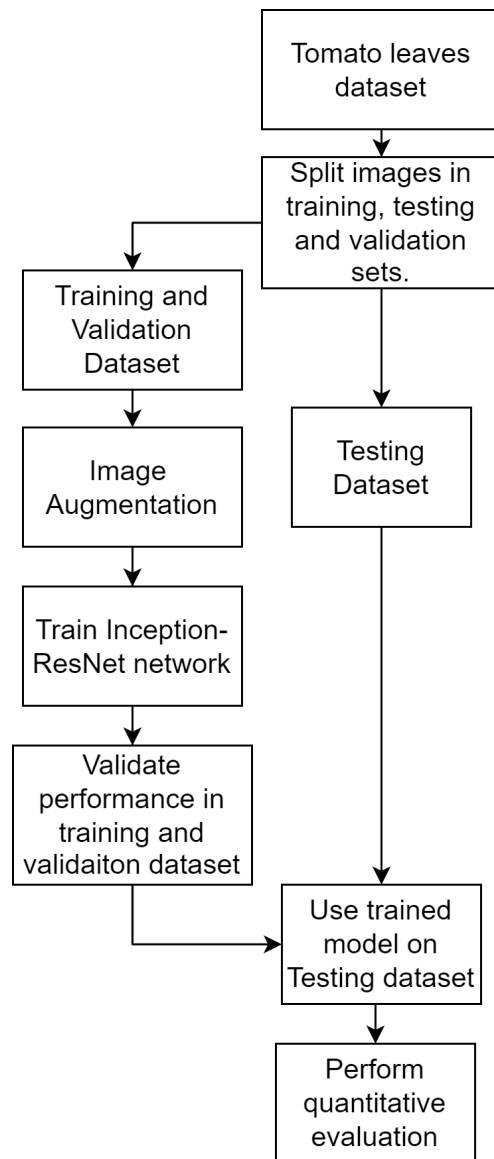 Tomato leaves
dataset
Split images in
training, testing
and validation
sets.
Training and
Validation
Dataset
Image
Augmentation
Train Inception-
ResNet network
Validate
performance in
training and
validaiton dataset
Testing
Dataset
Use trained
model on
Testing dataset
Perform
quantitative
evaluation